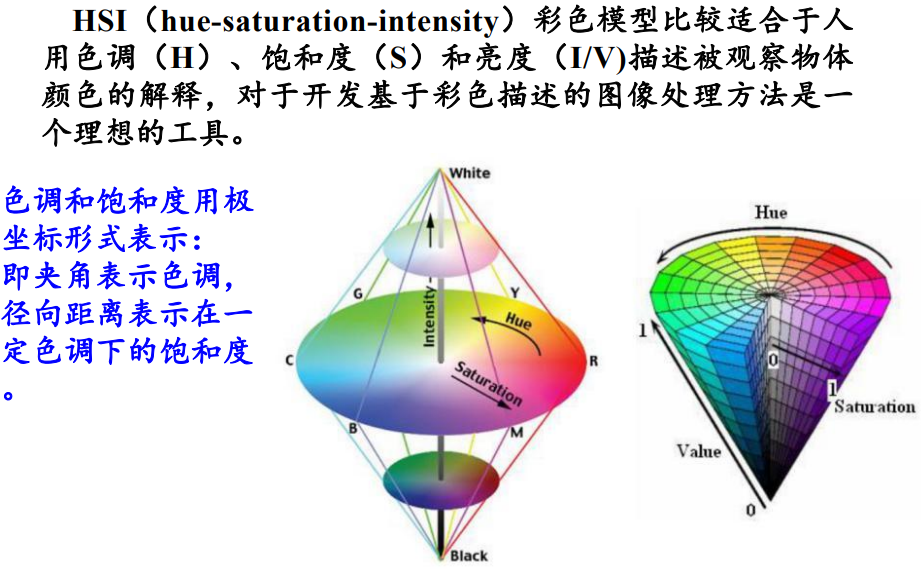 HSI（hue-saturation-intensity）彩色模型比较适合于人
用色调（H）、饱和度（S）和亮度（I/V)描述被观察物体
颜色的解释，对于开发基于彩色描述的图像处理方法是一
个理想的工具。
色调和饱和度用极
坐标形式表示：
即夹角表示色调，
径向距离表示在一
定色调下的饱和度
。
White
G
Y
Intensity
Hue
C
R
Saturation
B
M
Black
Hue
1
0
1
Saturation
Value
0